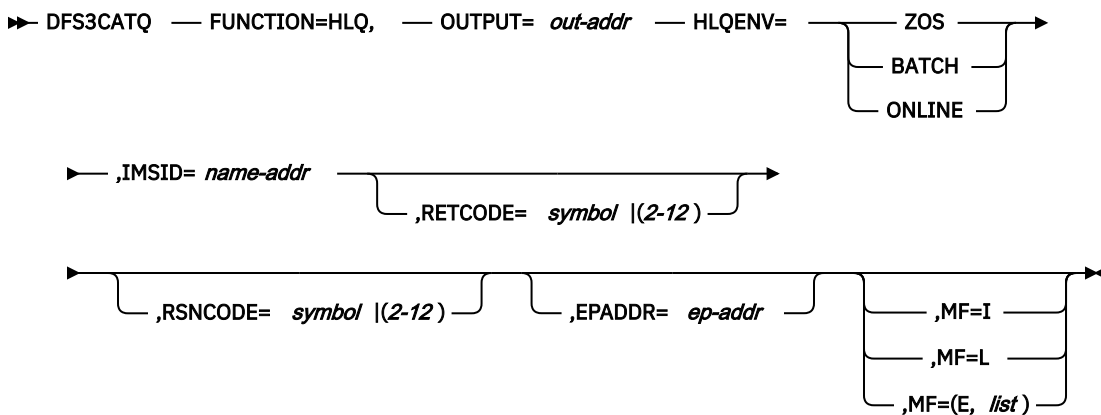 DFS3CATQ FUNCTION=HLQ, OUTPUT= out-addr HLQENV= ZOS
BATCH
ONLINE
,IMSID= name-addr
,RETCODE= symbol |(2-12 )
,RSNCODE= symbol |(2-12 ) ,EPADDR= ep-addr
,MF=I
,MF=L
,MF=(E, list )